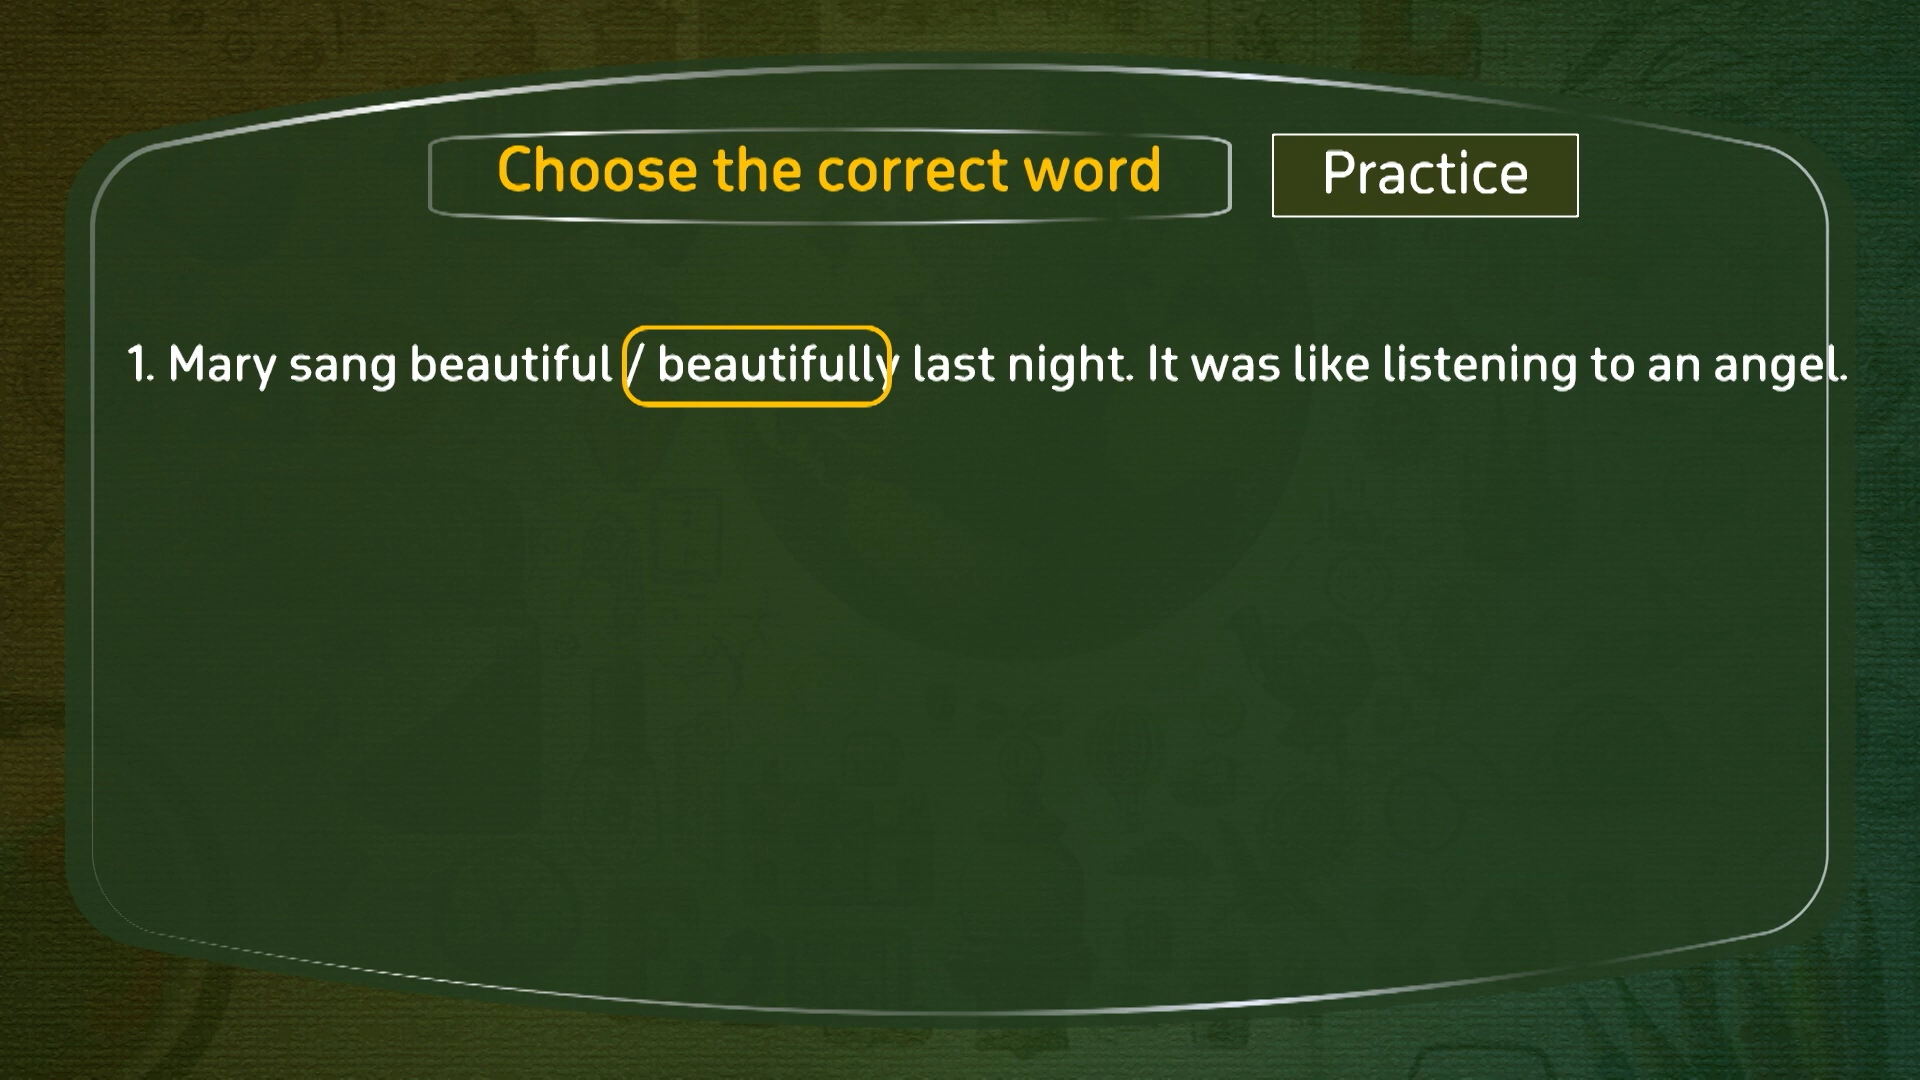 Choose the correct word
Practice
1. Mary sang beautiful / beautifully last night. It was like listening to an angel.